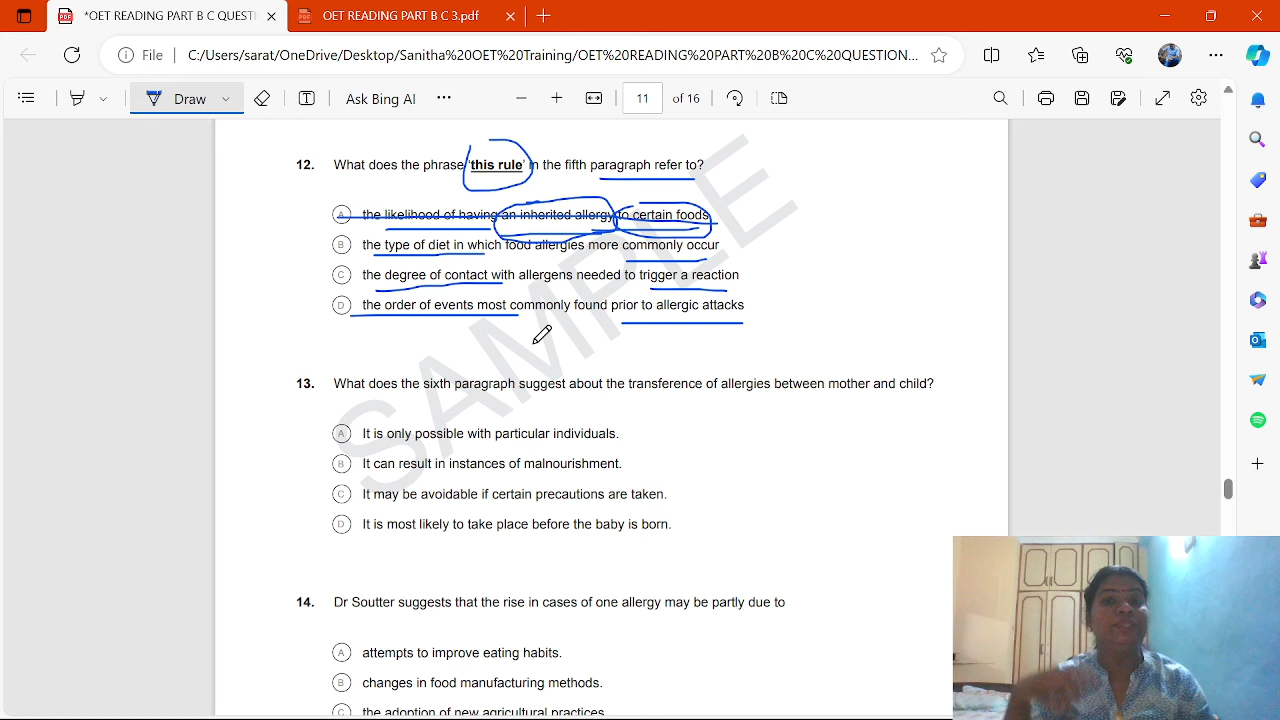 *OET READING PART B C QUESTI
OET READING PART B C 3.pdf
File
C:/Users/sarat/OneDrive/Desktop/Sanitha%20OET%20Training/OET%20READING%20PART%20B%20C%20QUESTION...
Draw
Ask Bing AI
11 of 16
12. What does the phrase 'this rule' in the fifth paragraph refer to?
A the likelihood of having an inherited allergy to certain foods
B the type of diet in which food allergies more commonly occur
C the degree of contact with allergens needed to trigger a reaction
D the order of events most commonly found prior to allergic attacks
13. What does the sixth paragraph suggest about the transference of allergies between mother and child?
A It is only possible with particular individuals.
B It can result in instances of malnourishment.
C It may be avoidable if certain precautions are taken.
D It is most likely to take place before the baby is born.
14. Dr Soutter suggests that the rise in cases of one allergy may be partly due to
A attempts to improve eating habits.
B changes in food manufacturing methods.
C the adoption of new agricultural practices.
SAMPLE